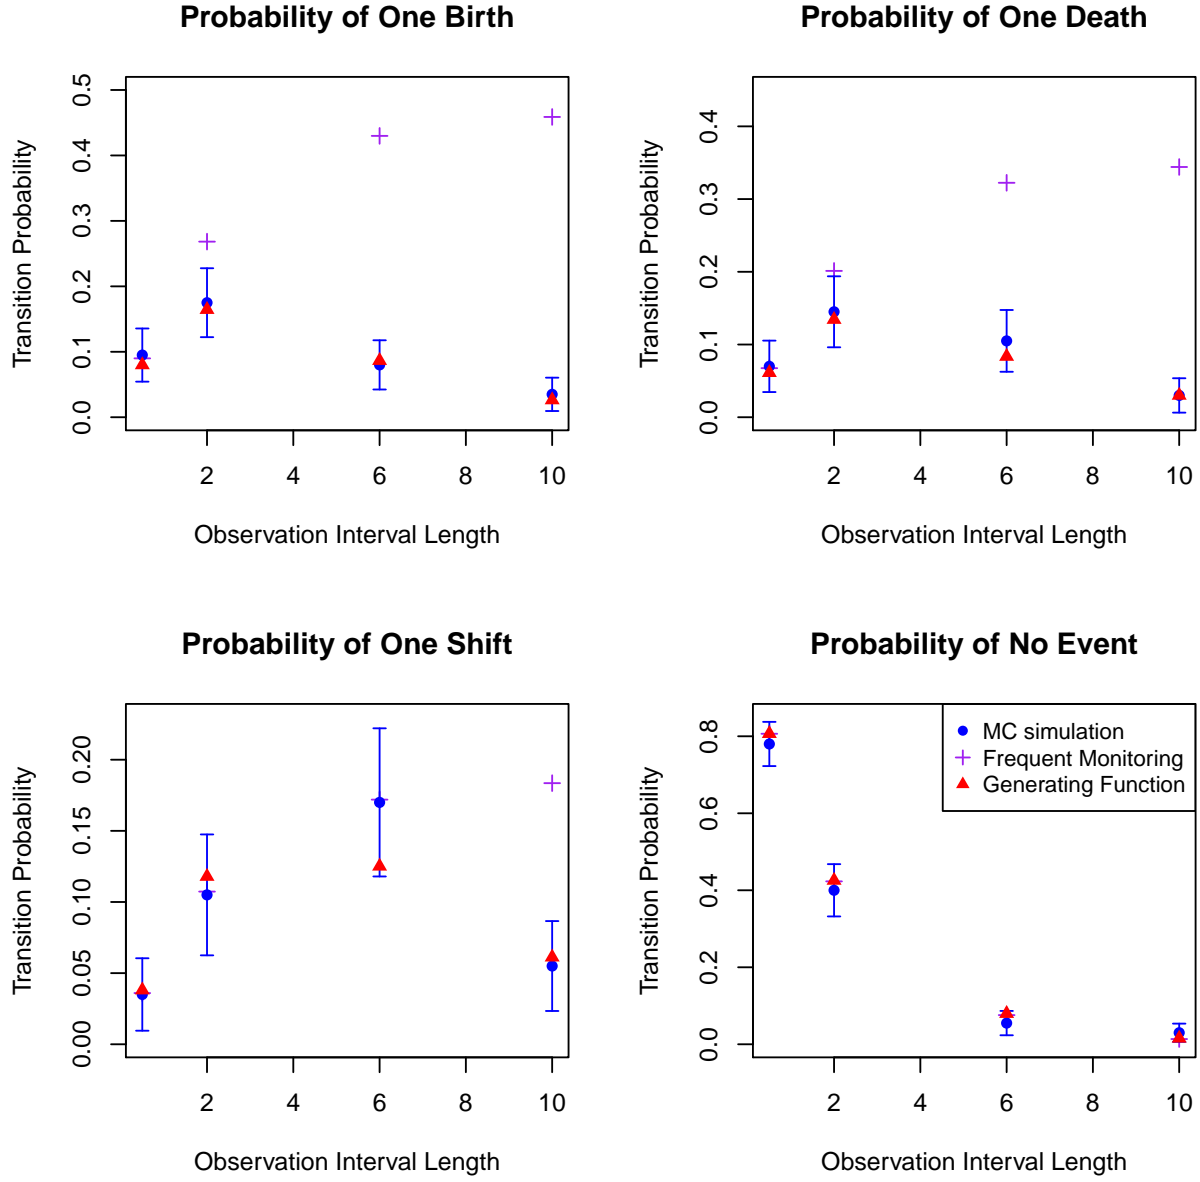 Probability of One Birth
Transition Probability
0.0 0.1 0.2 0.3 0.4 0.5
2 4 6 8 10
Observation Interval Length
Probability of One Death
Transition Probability
0.0 0.1 0.2 0.3 0.4
2 4 6 8 10
Observation Interval Length
Probability of One Shift
Transition Probability
0.00 0.05 0.10 0.15 0.20
2 4 6 8 10
Observation Interval Length
Probability of No Event
Transition Probability
0.0 0.2 0.4 0.6 0.8
MC simulation
Frequent Monitoring
Generating Function
2 4 6 8 10
Observation Interval Length